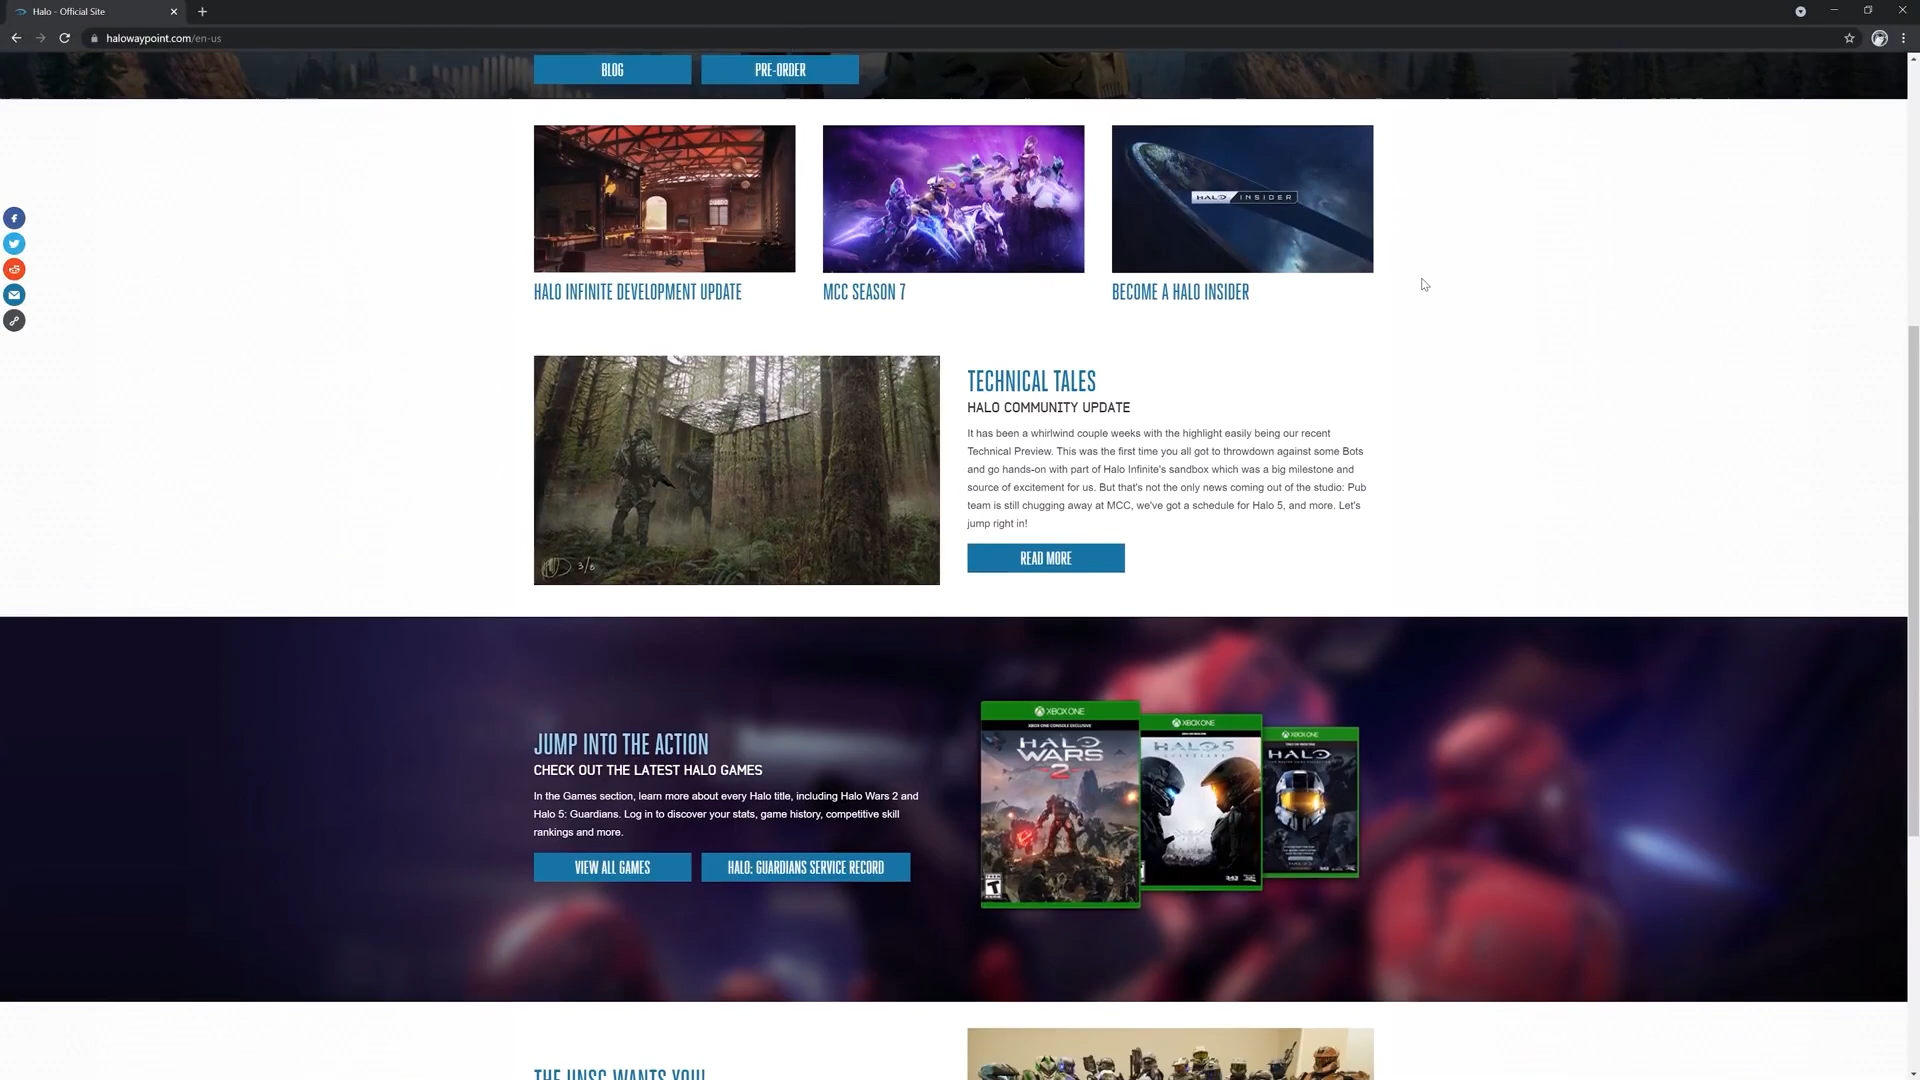 Halo - Official Site
halowaypoint.com/en-us
BLOG
PRE-ORDER
HALO INSIDER
HALO INFINITE DEVELOPMENT UPDATE
MCC SEASON 7
BECOME A HALO INSIDER
3/6
TECHNICAL TALES
HALO COMMUNITY UPDATE
It has been a whirlwind couple weeks with the highlight easily being our recent
Technical Preview. This was the first time you all got to throwdown against some Bots
and go hands-on with part of Halo Infinite's sandbox which was a big milestone and
source of excitement for us. But that's not the only news coming out of the studio: Pub
team is still chugging away at MCC, we've got a schedule for Halo 5, and more. Let's
jump right in!
READ MORE
JUMP INTO THE ACTION
CHECK OUT THE LATEST HALO GAMES
In the Games section, learn more about every Halo title, including Halo Wars 2 and
Halo 5: Guardians. Log in to discover your stats, game history, competitive skill
rankings and more.
VIEW ALL GAMES
HALO: GUARDIANS SERVICE RECORD
XBOX ONE
XBOX ONE CONSOLE EXCLUSIVE
HALO
WARS
2
T
XBOX ONE
HALO 5
GUARDIANS
343
XBOX ONE
HALO
343
THE UNSC WANTS YOU!